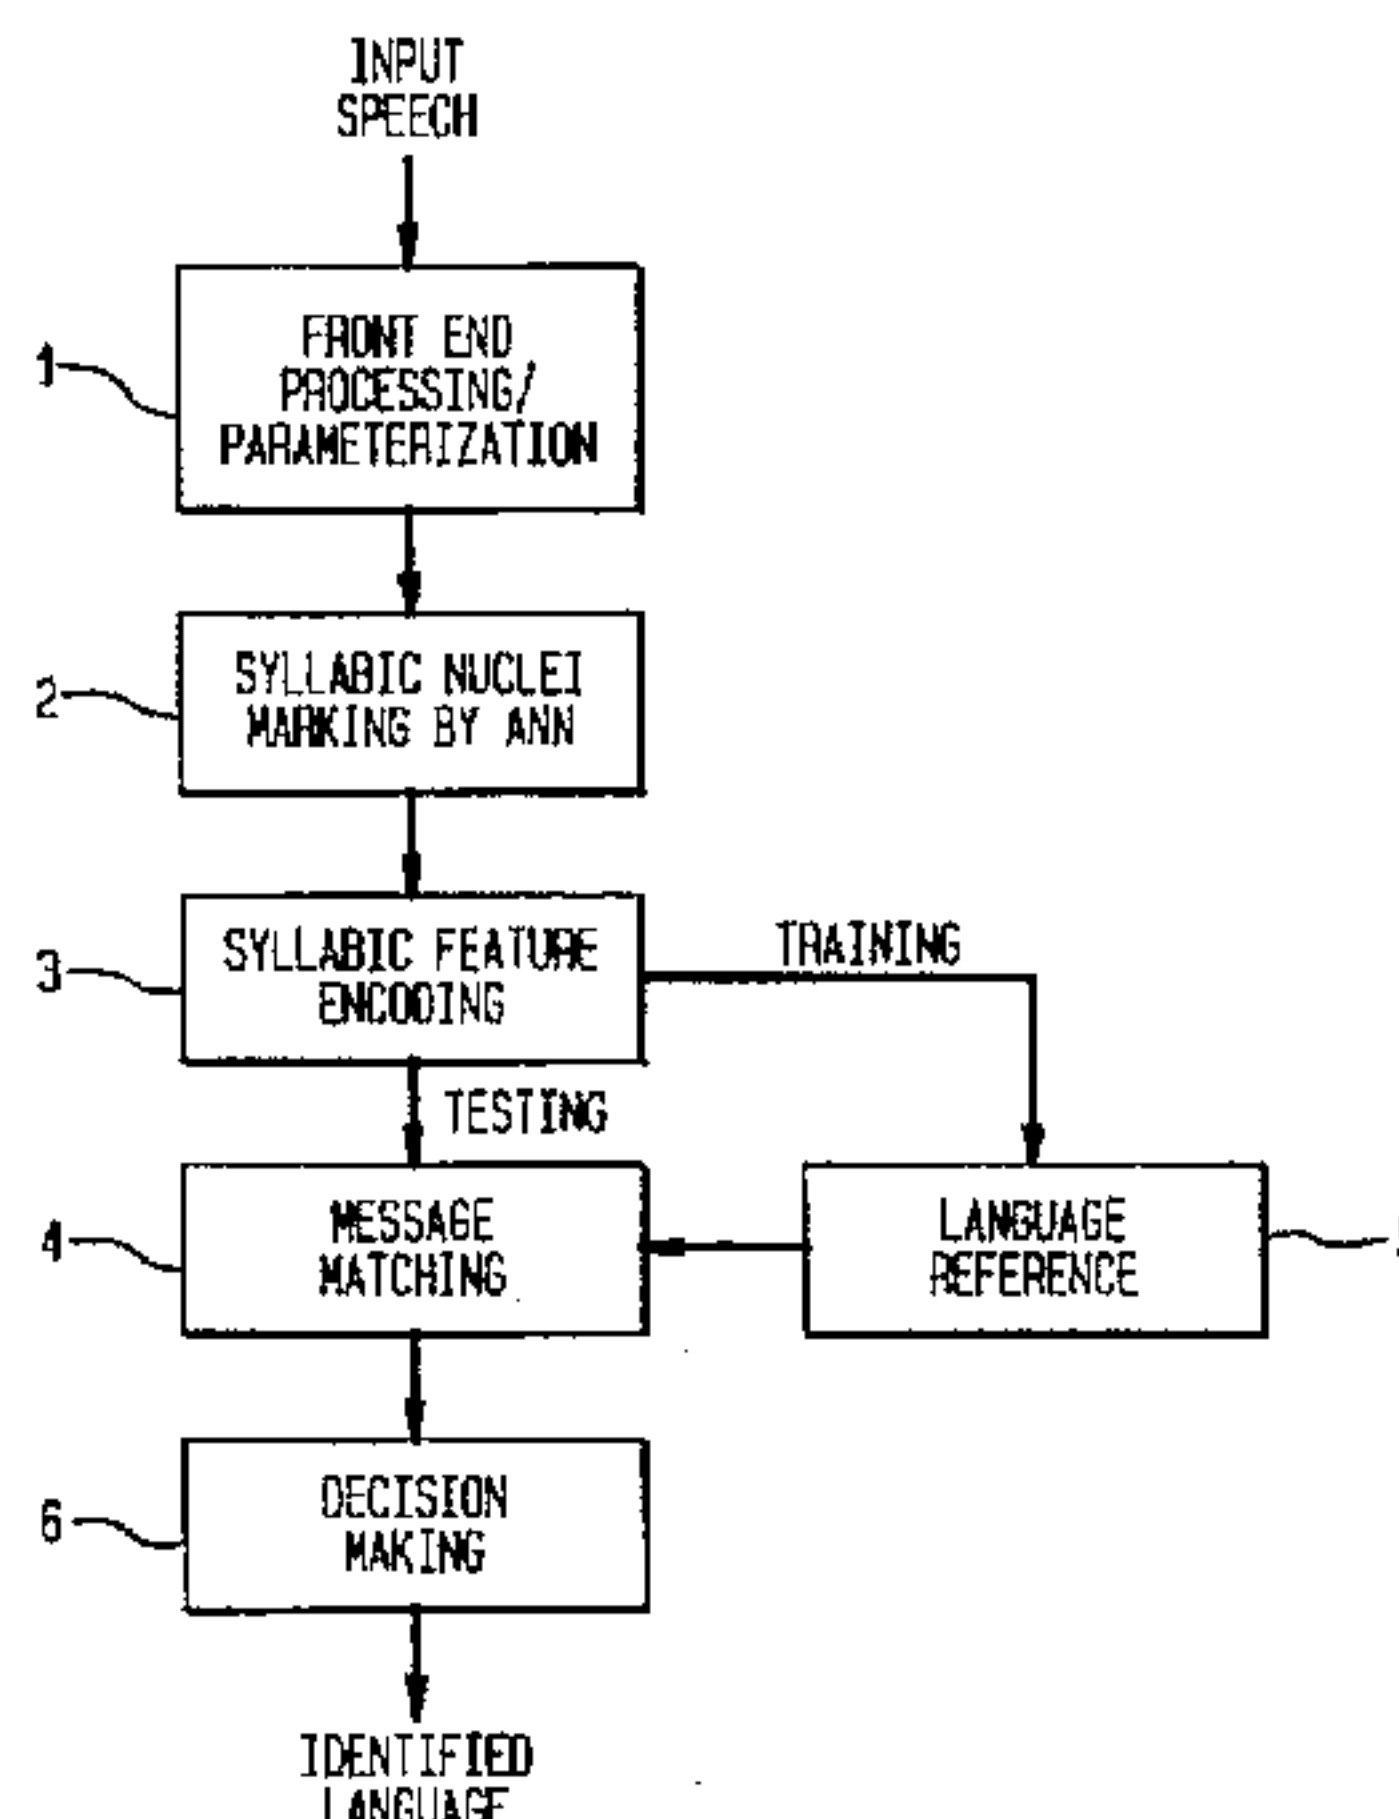 INPUT
SPEECH
1
FRONT END
PROCESSING/
PARAMETERIZATION
2
SYLLABIC NUCLEI
MARKING BY ANN
3
SYLLABIC FEATURE
ENCODING
TRAINING
TESTING
4
MESSAGE
MATCHING
LANGUAGE
REFERENCE
6
DECISION
MAKING
IDENTIFIED
LANGUAGE